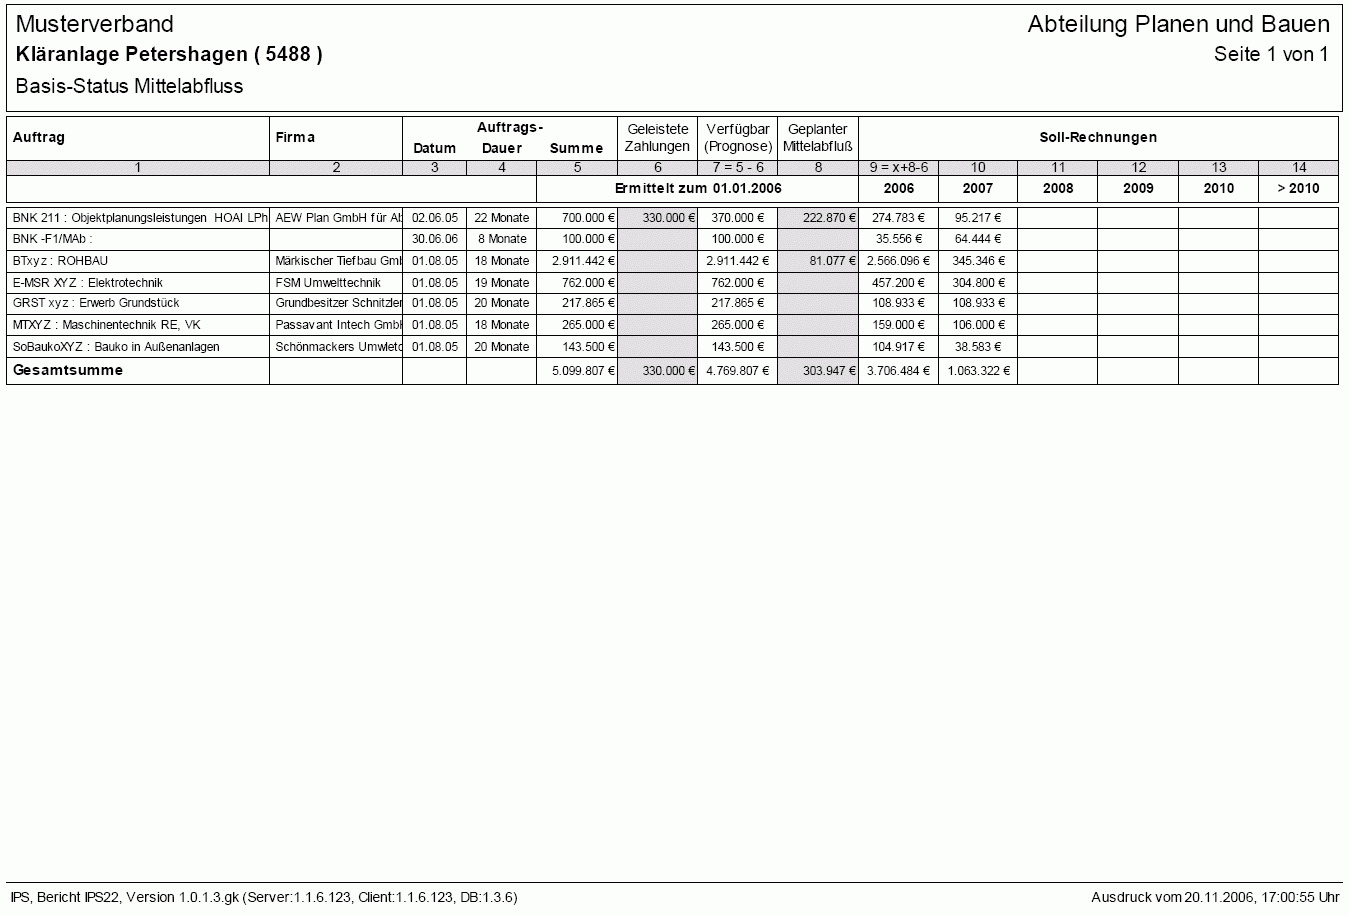 Musterverband Abteilung Planen und Bauen
Kläranlage Petershagen ( 5488 ) Seite 1 von 1
Basis-Status Mittelabfluss
Auftrag Firma Auftrags- Geleistete Verfügbar Geplanter Soll-Rechnungen
Datum Dauer Summe Zahlungen (Prognose) Mittelabfluß
1 2 3 4 5 6 7 = 5 - 6 8 9 = x+8-6 10 11 12 13 14
Ermittelt zum 01.01.2006 2006 2007 2008 2009 2010 > 2010
BNK 211 : Objektplanungsleistungen HOAI LPh AEW Plan GmbH für Ab 02.06.05 22 Monate 700.000 € 330.000 € 370.000 € 222.870 € 274.783 € 95.217 €
BNK -F1/MAb : 30.06.06 8 Monate 100.000 € 100.000 € 35.556 € 64.444 €
BTxyz : ROHBAU Märkischer Tiefbau Gmb 01.08.05 18 Monate 2.911.442 € 2.911.442 € 81.077 € 2.566.096 € 345.346 €
E-MSR XYZ : Elektrotechnik FSM Umwelttechnik 01.08.05 19 Monate 762.000 € 762.000 € 457.200 € 304.800 €
GRST xyz : Erwerb Grundstück Grundbesitzer Schnitzler 01.08.05 20 Monate 217.865 € 217.865 € 108.933 € 108.933 €
MTXYZ : Maschinentechnik RE, VK Passavant Intech GmbH 01.08.05 18 Monate 265.000 € 265.000 € 159.000 € 106.000 €
SoBaukoXYZ : Bauko in Außenanlagen Schönmackers Umwletd 01.08.05 20 Monate 143.500 € 143.500 € 104.917 € 38.583 €
Gesamtsumme 5.099.807 € 330.000 € 4.769.807 € 303.947 € 3.706.484 € 1.063.322 €
IPS, Bericht IPS22, Version 1.0.1.3.gk (Server:1.1.6.123, Client:1.1.6.123, DB:1.3.6) Ausdruck vom 20.11.2006, 17:00:55 Uhr